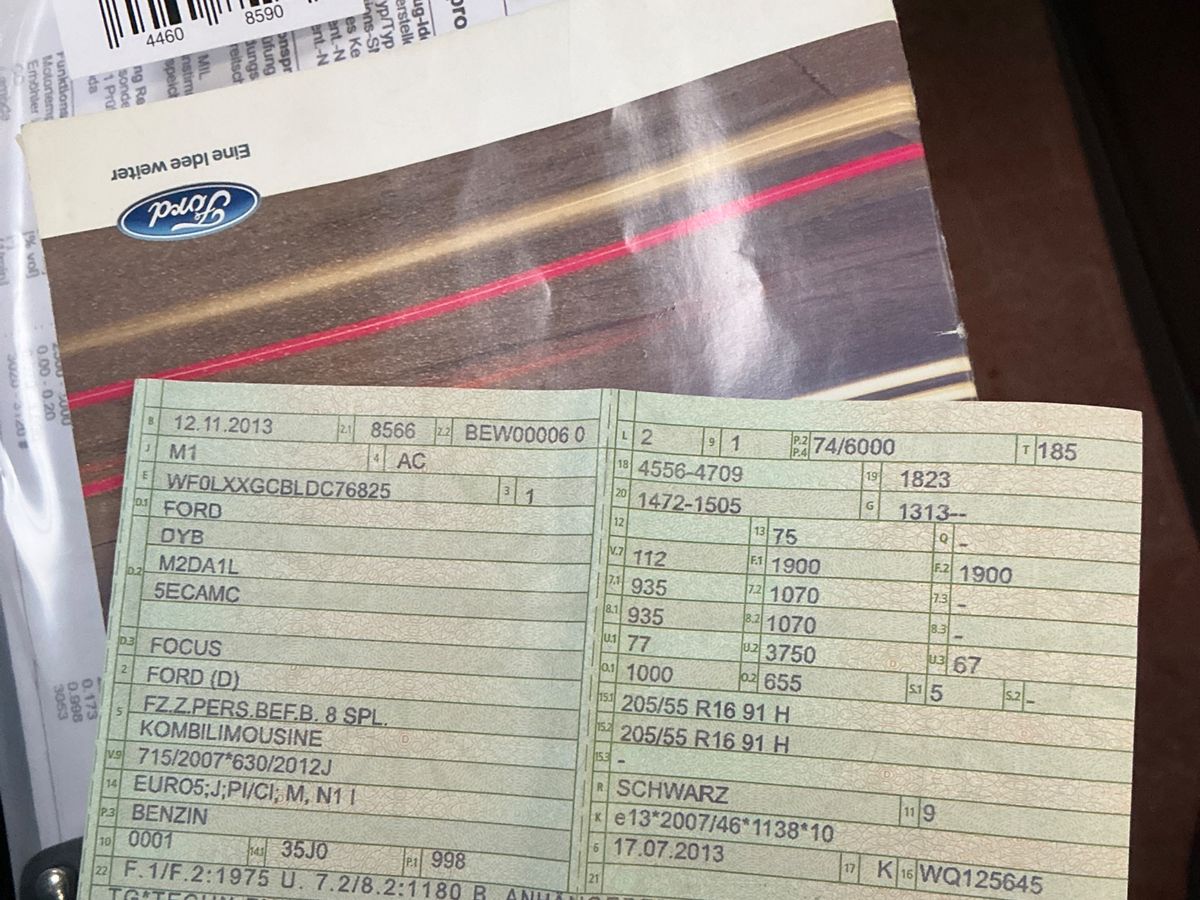 4460 8590
Eine Idee weiter
Ford
B 12.11.2013 2.1 8566 2.2 BEW00006 0
J M1 4 AC
E WF0LXXGCBLDC76825 3 1
D.1 FORD
DYB
D.2 M2DA1L
5ECAMC
D.3 FOCUS
2 FORD (D)
5 FZ.Z.PERS.BEF.B. 8 SPL.
KOMBILIMOUSINE
V.9 715/2007*630/2012J
14 EURO5;J;PI/CI; M, N1 I
P.3 BENZIN
10 0001 14.1 35J0 P.1 998
22 F.1/F.2:1975 U. 7.2/8.2:1180 B.
L 2 9 1 P.2 P.4 74/6000 T 185
18 4556-4709 19 1823
20 1472-1505 G 1313--
12 13 75 Q -
V.7 112 F.1 1900 F.2 1900
7.1 935 7.2 1070 7.3 -
8.1 935 8.2 1070 8.3 -
U.1 77 U.2 3750 U.3 67
O.1 1000 O.2 655 S.1 5 S.2 -
15.1 205/55 R16 91 H
15.2 205/55 R16 91 H
15.3 -
R SCHWARZ 11 9
K e13*2007/46*1138*10
6 17.07.2013 17 K 16 WQ125645
21